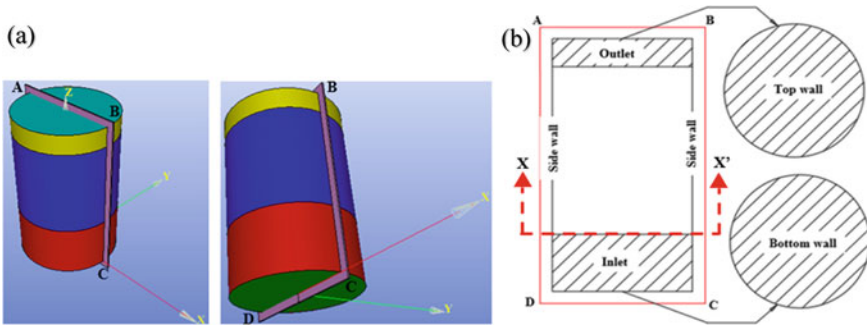 (a)
A
Z
B
Y
C
X
B
X
C
D
Y
(b)
A
B
Outlet
Top wall
Side wall
Side wall
X
X'
Inlet
Bottom wall
D
C